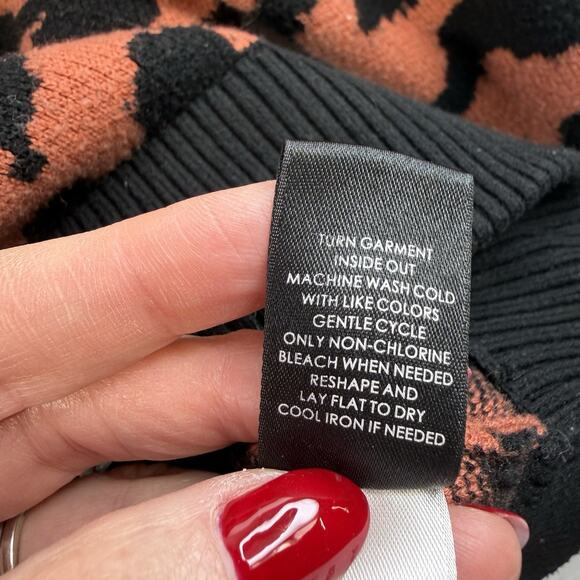 TURN GARMENT
INSIDE OUT
MACHINE WASH COLD
WITH LIKE COLORS
GENTLE CYCLE
ONLY NON-CHLORINE
BLEACH WHEN NEEDED
RESHAPE AND
LAY FLAT TO DRY
COOL IRON IF NEEDED